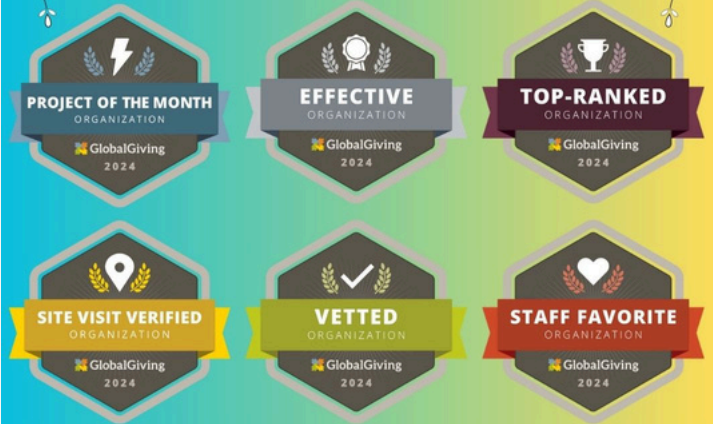 PROJECT OF THE MONTH
ORGANIZATION
GlobalGiving
2024
EFFECTIVE
ORGANIZATION
GlobalGiving
2024
TOP-RANKED
ORGANIZATION
GlobalGiving
2024
SITE VISIT VERIFIED
ORGANIZATION
GlobalGiving
2024
VETTED
ORGANIZATION
GlobalGiving
2024
STAFF FAVORITE
ORGANIZATION
GlobalGiving
2024